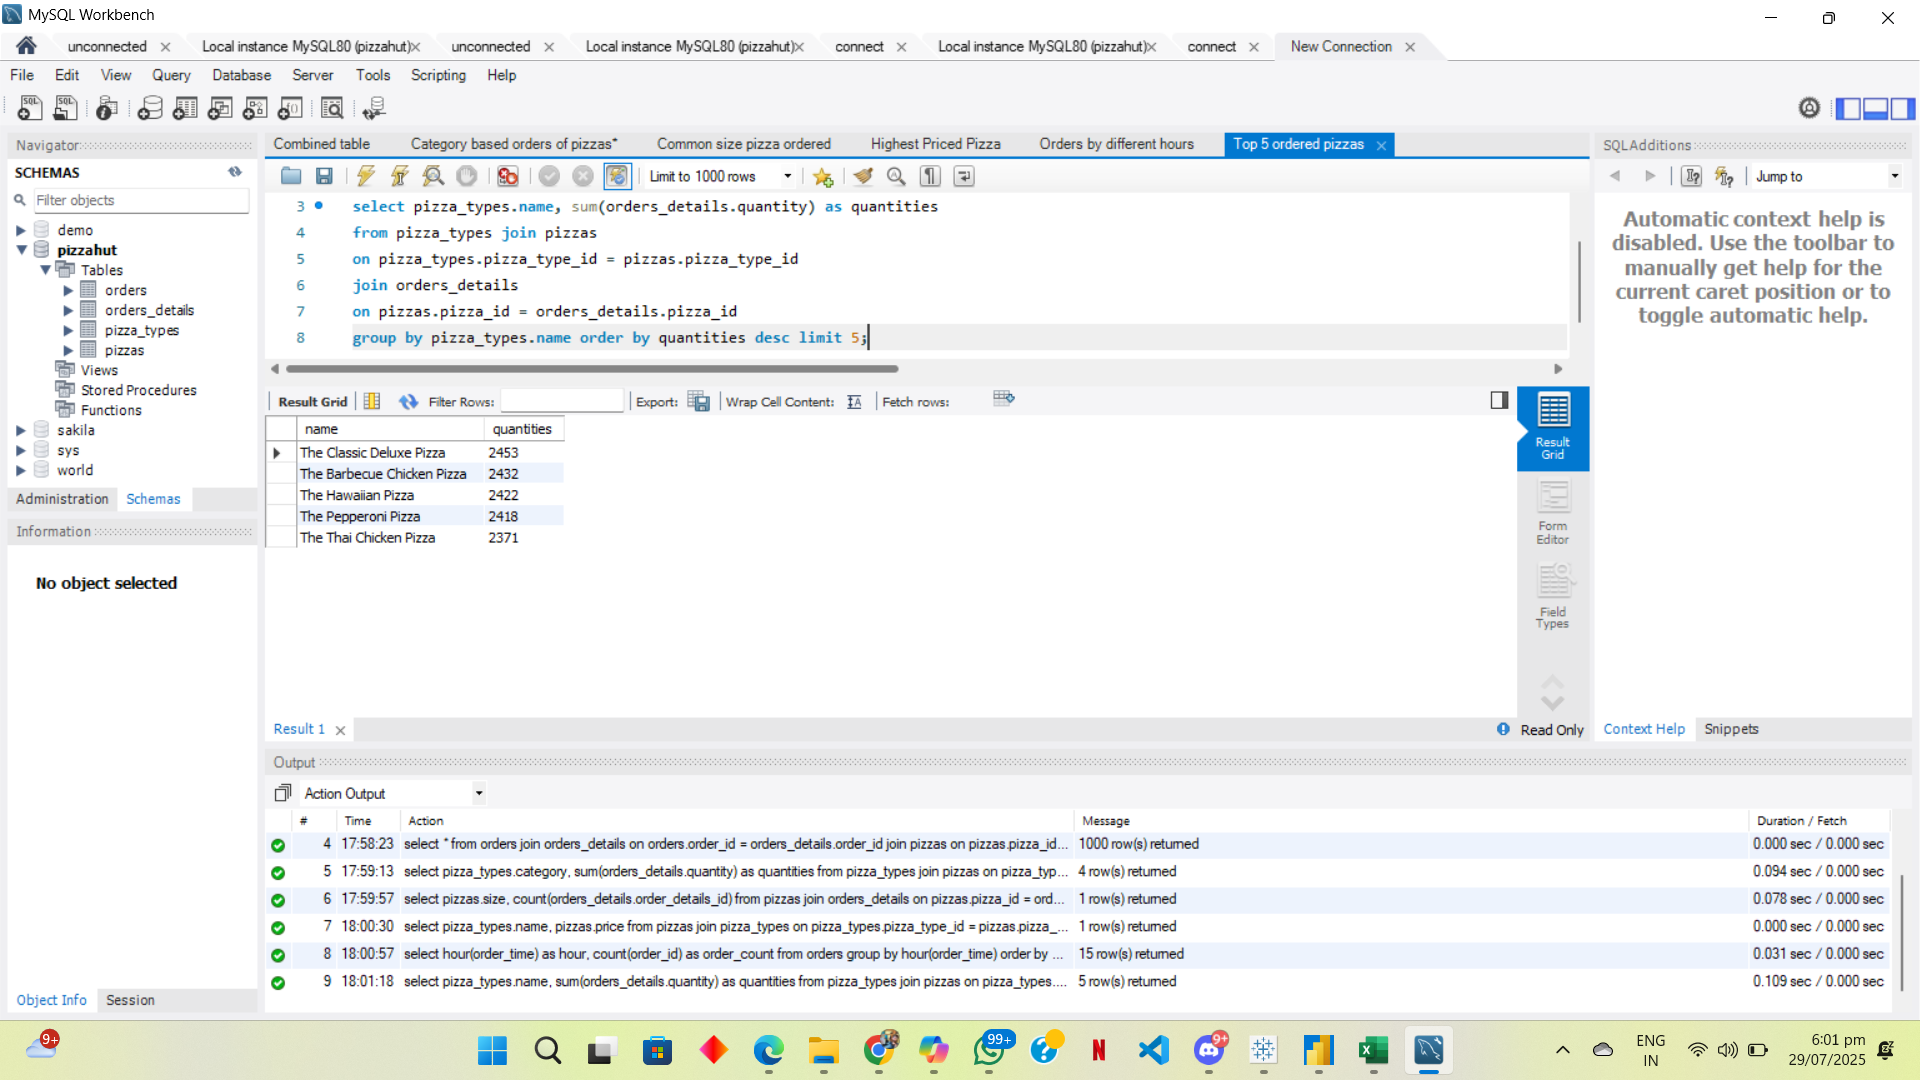 MySQL Workbench
unconnected
Local instance MySQL80 (pizzahut)
unconnected
Local instance MySQL80 (pizzahut)
connect
Local instance MySQL80 (pizzahut)
connect
New Connection
File Edit View Query Database Server Tools Scripting Help
Navigator
SCHEMAS
Filter objects
demo
pizzahut
Tables
orders
orders_details
pizza_types
pizzas
Views
Stored Procedures
Functions
sakila
sys
world
Administration Schemas
Information
No object selected
Object Info Session
Combined table
Category based orders of pizzas*
Common size pizza ordered
Highest Priced Pizza
Orders by different hours
Top 5 ordered pizzas
Limit to 1000 rows
3 select pizza_types.name, sum(orders_details.quantity) as quantities
4 from pizza_types join pizzas
5 on pizza_types.pizza_type_id = pizzas.pizza_type_id
6 join orders_details
7 on pizzas.pizza_id = orders_details.pizza_id
8 group by pizza_types.name order by quantities desc limit 5;
Result Grid Filter Rows: Export: Wrap Cell Content: Fetch rows:
name quantities
The Classic Deluxe Pizza 2453
The Barbecue Chicken Pizza 2432
The Hawaiian Pizza 2422
The Pepperoni Pizza 2418
The Thai Chicken Pizza 2371
Result
Grid
Form
Editor
Field
Types
Result 1
Read Only
SQLAdditions
Jump to
Automatic context help is
disabled. Use the toolbar to
manually get help for the
current caret position or to
toggle automatic help.
Context Help Snippets
Output
Action Output
# Time Action Message Duration / Fetch
4 17:58:23 select * from orders join orders_details on orders.order_id = orders_details.order_id join pizzas on pizzas.pizza_id... 1000 row(s) returned 0.000 sec / 0.000 sec
5 17:59:13 select pizza_types.category, sum(orders_details.quantity) as quantities from pizza_types join pizzas on pizza_typ... 4 row(s) returned 0.094 sec / 0.000 sec
6 17:59:57 select pizzas.size, count(orders_details.order_details_id) from pizzas join orders_details on pizzas.pizza_id = ord... 1 row(s) returned 0.078 sec / 0.000 sec
7 18:00:30 select pizza_types.name, pizzas.price from pizzas join pizza_types on pizza_types.pizza_type_id = pizzas.pizza_... 1 row(s) returned 0.000 sec / 0.000 sec
8 18:00:57 select hour(order_time) as hour, count(order_id) as order_count from orders group by hour(order_time) order by ... 15 row(s) returned 0.031 sec / 0.000 sec
9 18:01:18 select pizza_types.name, sum(orders_details.quantity) as quantities from pizza_types join pizzas on pizza_types.... 5 row(s) returned 0.109 sec / 0.000 sec
9+
99+
9+
ENG
IN
6:01 pm
29/07/2025